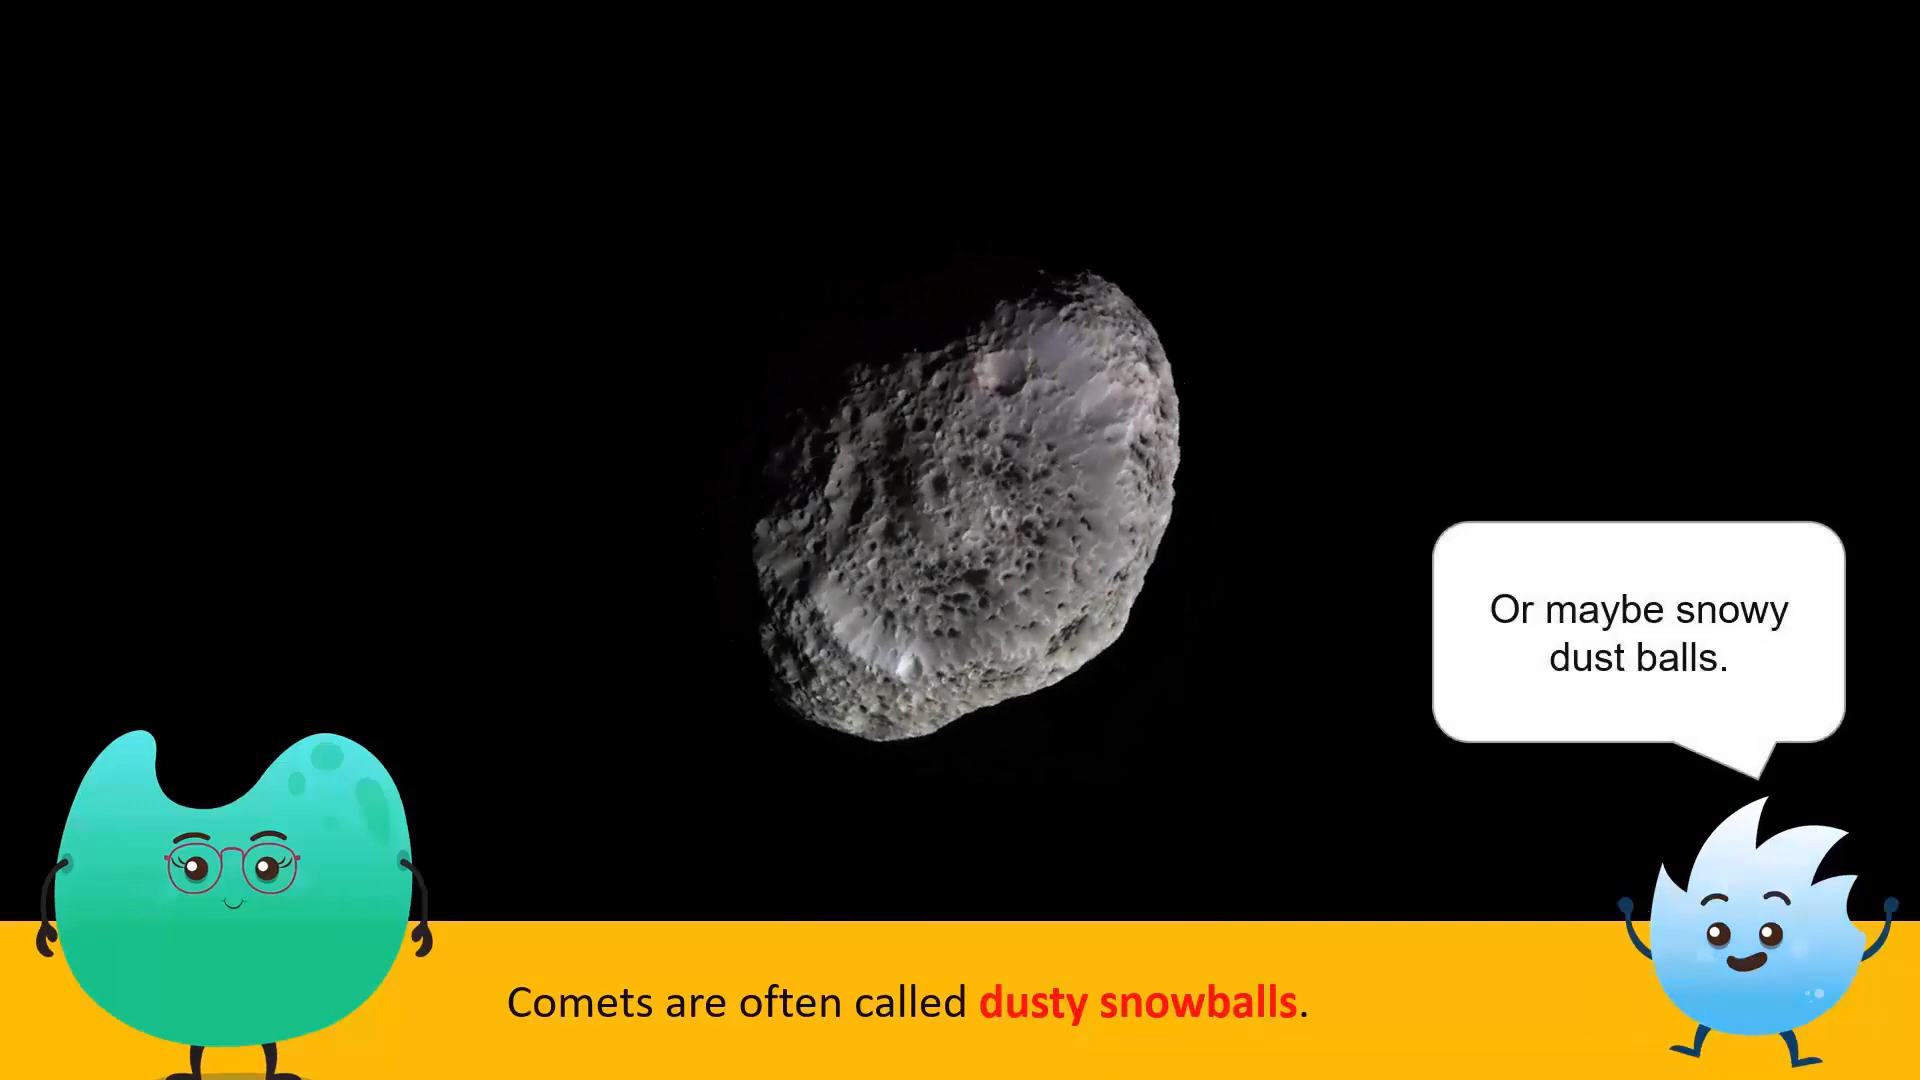 Or maybe snowy
dust balls.
Comets are often called dusty snowballs.